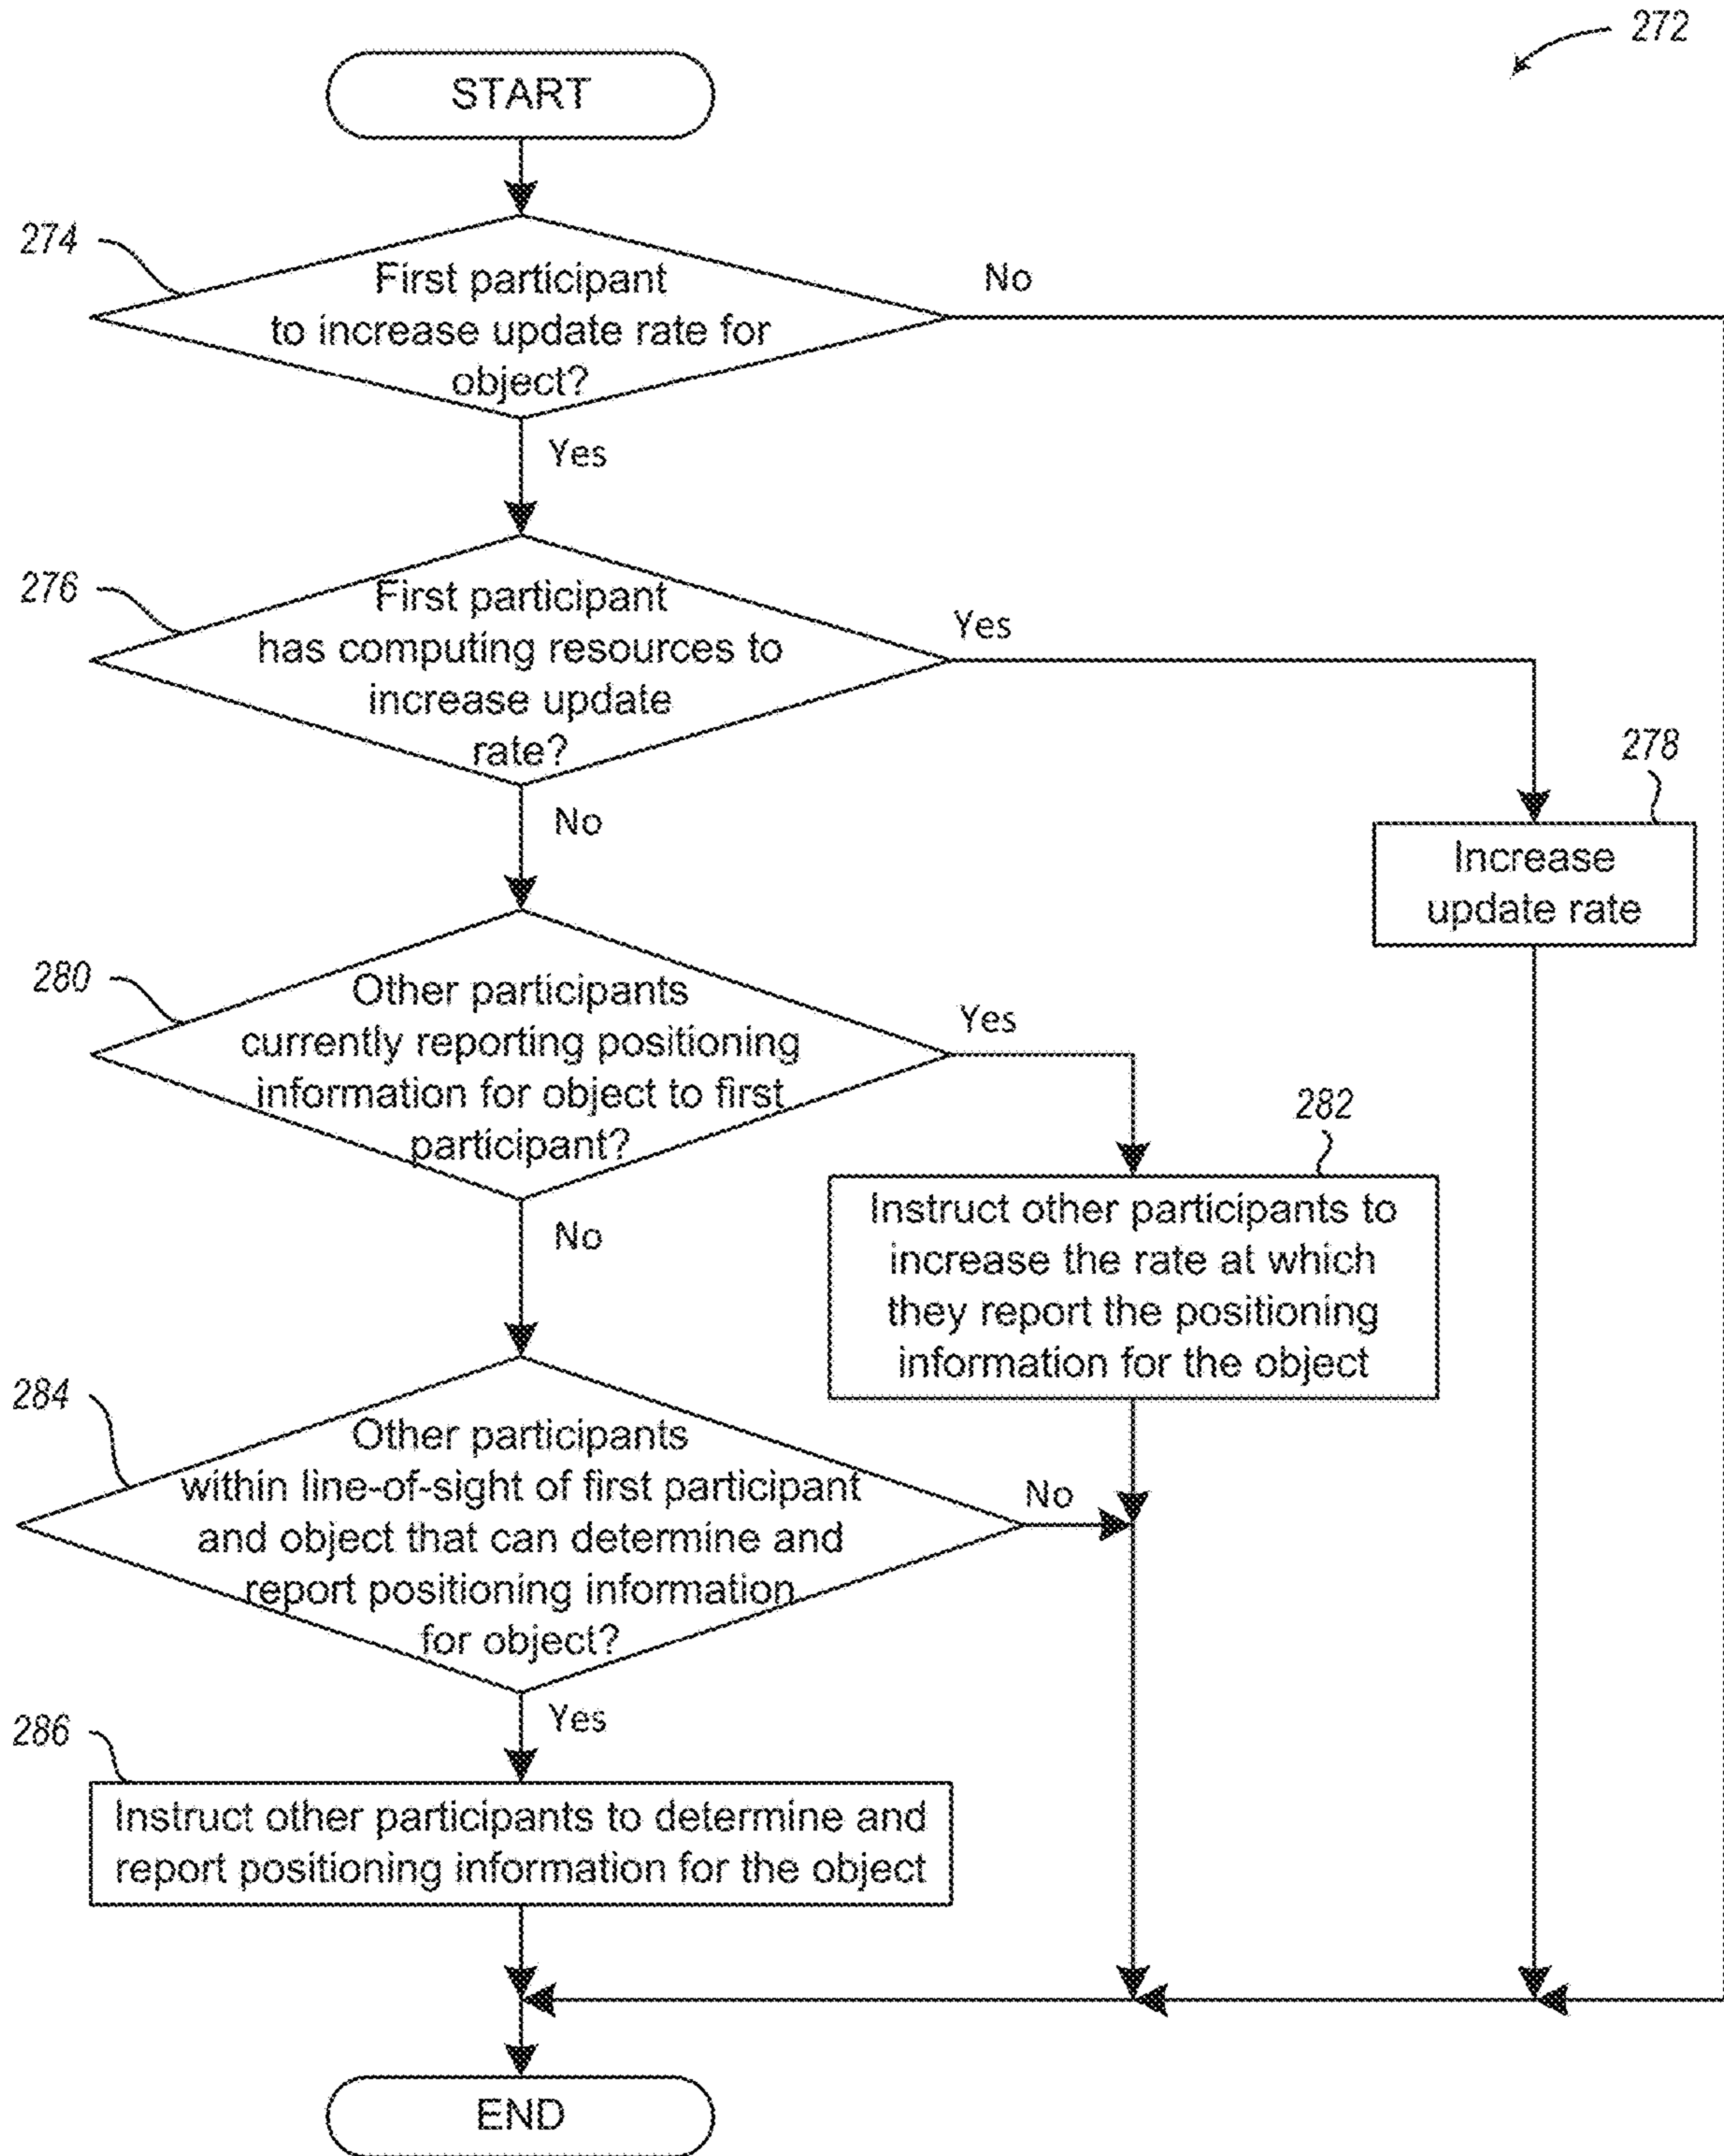 272
START
274
First participant
to increase update rate for
object?
No
Yes
276
First participant
has computing resources to
increase update
rate?
Yes
No
278
Increase
update rate
280
Other participants
currently reporting positioning
information for object to first
participant?
Yes
No
282
Instruct other participants to
increase the rate at which
they report the positioning
information for the object
284
Other participants
within line-of-sight of first participant
and object that can determine and
report positioning information
for object?
No
Yes
286
Instruct other participants to determine and
report positioning information for the object
END